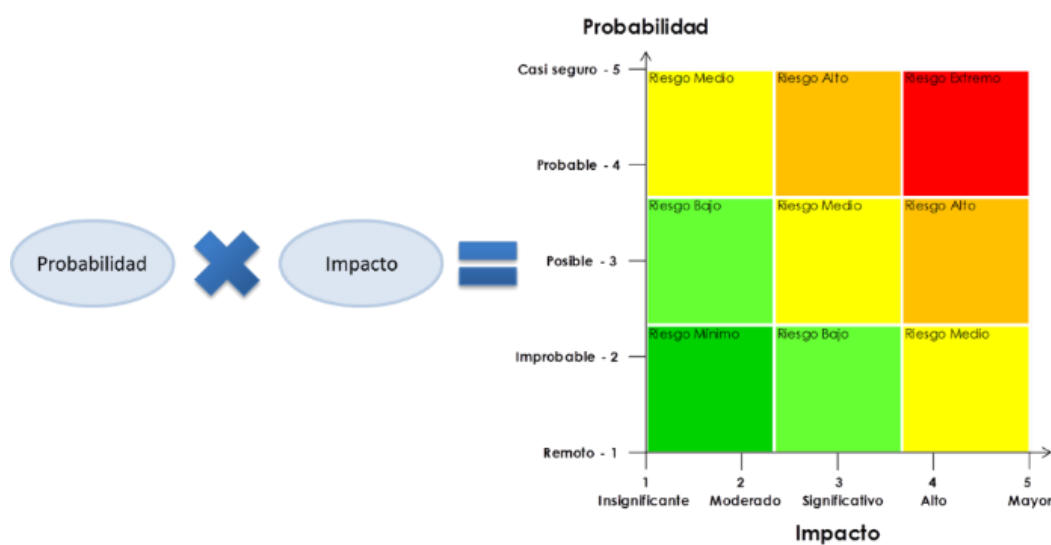 Probabilidad
Casi seguro - 5
Riesgo Medio
Riesgo Alto
Riesgo Extremo
Probable - 4
Riesgo Bajo
Riesgo Medio
Riesgo Alto
Probabilidad
Impacto
Posible - 3
Riesgo Mínimo
Riesgo Bajo
Riesgo Medio
Improbable - 2
Remoto - 1
1
2
3
4
5
Insignificante
Moderado
Significativo
Alto
Mayor
Impacto